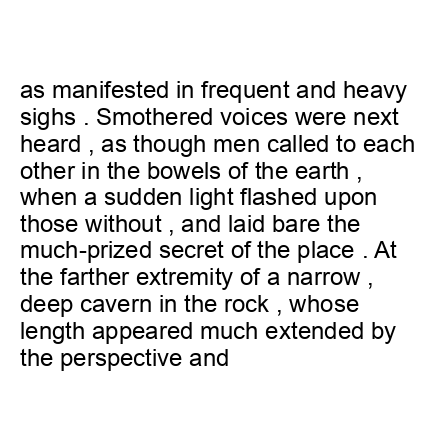 as manifested in frequent and heavy
sighs . Smothered voices were next
heard , as though men called to each
other in the bowels of the earth ,
when a sudden light flashed upon
those without , and laid bare the
much-prized secret of the place . At
the farther extremity of a narrow ,
deep cavern in the rock , whose
length appeared much extended by
the perspective and